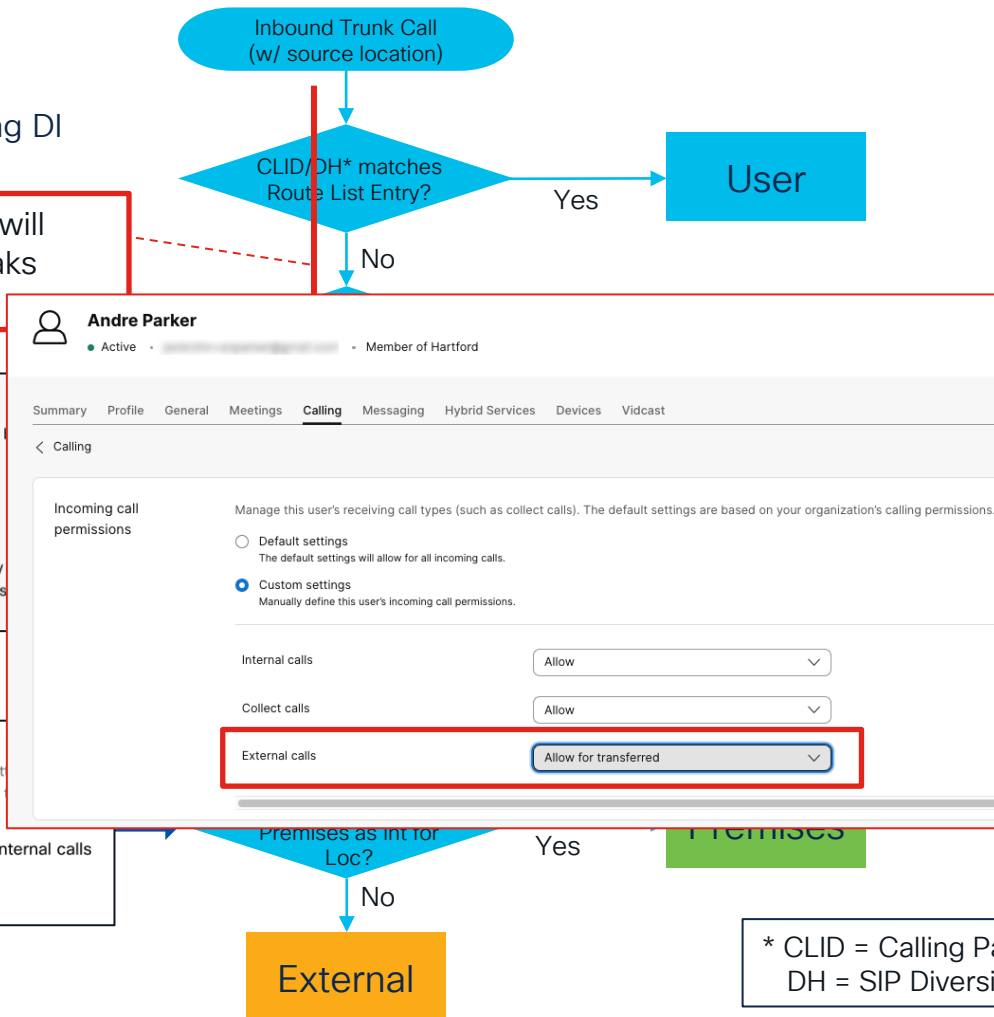 Inbound Trunk Call
(w/ source location)
ng DI
CLID/DH* matches
Route List Entry?
Yes
User
will
aks
No
Andre Parker
Active
Member of Hartford
Summary Profile General Meetings Calling Messaging Hybrid Services Devices Vidcast
< Calling
Incoming call
permissions
Manage this user's receiving call types (such as collect calls). The default settings are based on your organization's calling permissions.
Default settings
The default settings will allow for all incoming calls.
Custom settings
Manually define this user's incoming call permissions.
Internal calls
Allow
Collect calls
Allow
External calls
Allow for transferred
Premises as Int for
Loc?
Yes
Premises
nternal calls
No
External
* CLID = Calling Pa
DH = SIP Diversi